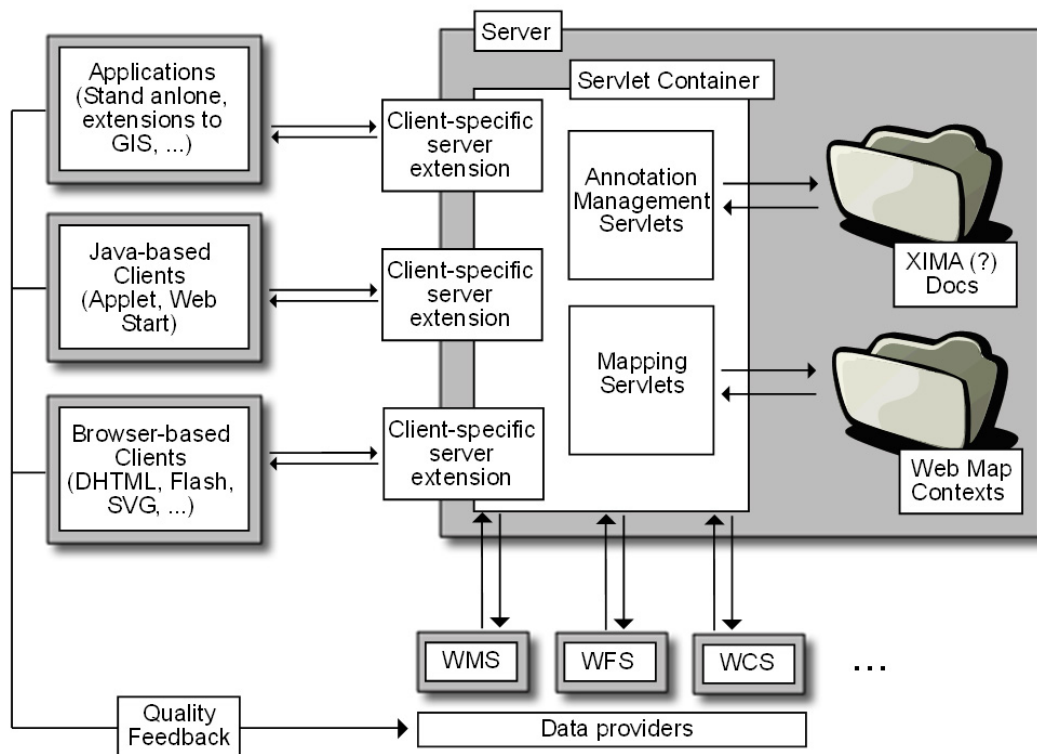 Server
Servlet Container
Applications
(Stand anlone,
extensions to
GIS, ...)
Client-specific
server
extension
Annotation
Management
Servlets
XIMA (?)
Docs
Java-based
Clients
(Applet, Web
Start)
Client-specific
server
extension
Mapping
Servlets
Web Map
Contexts
Browser-based
Clients
(DHTML, Flash,
SVG, ...)
Client-specific
server
extension
WMS
WFS
WCS
...
Quality
Feedback
Data providers